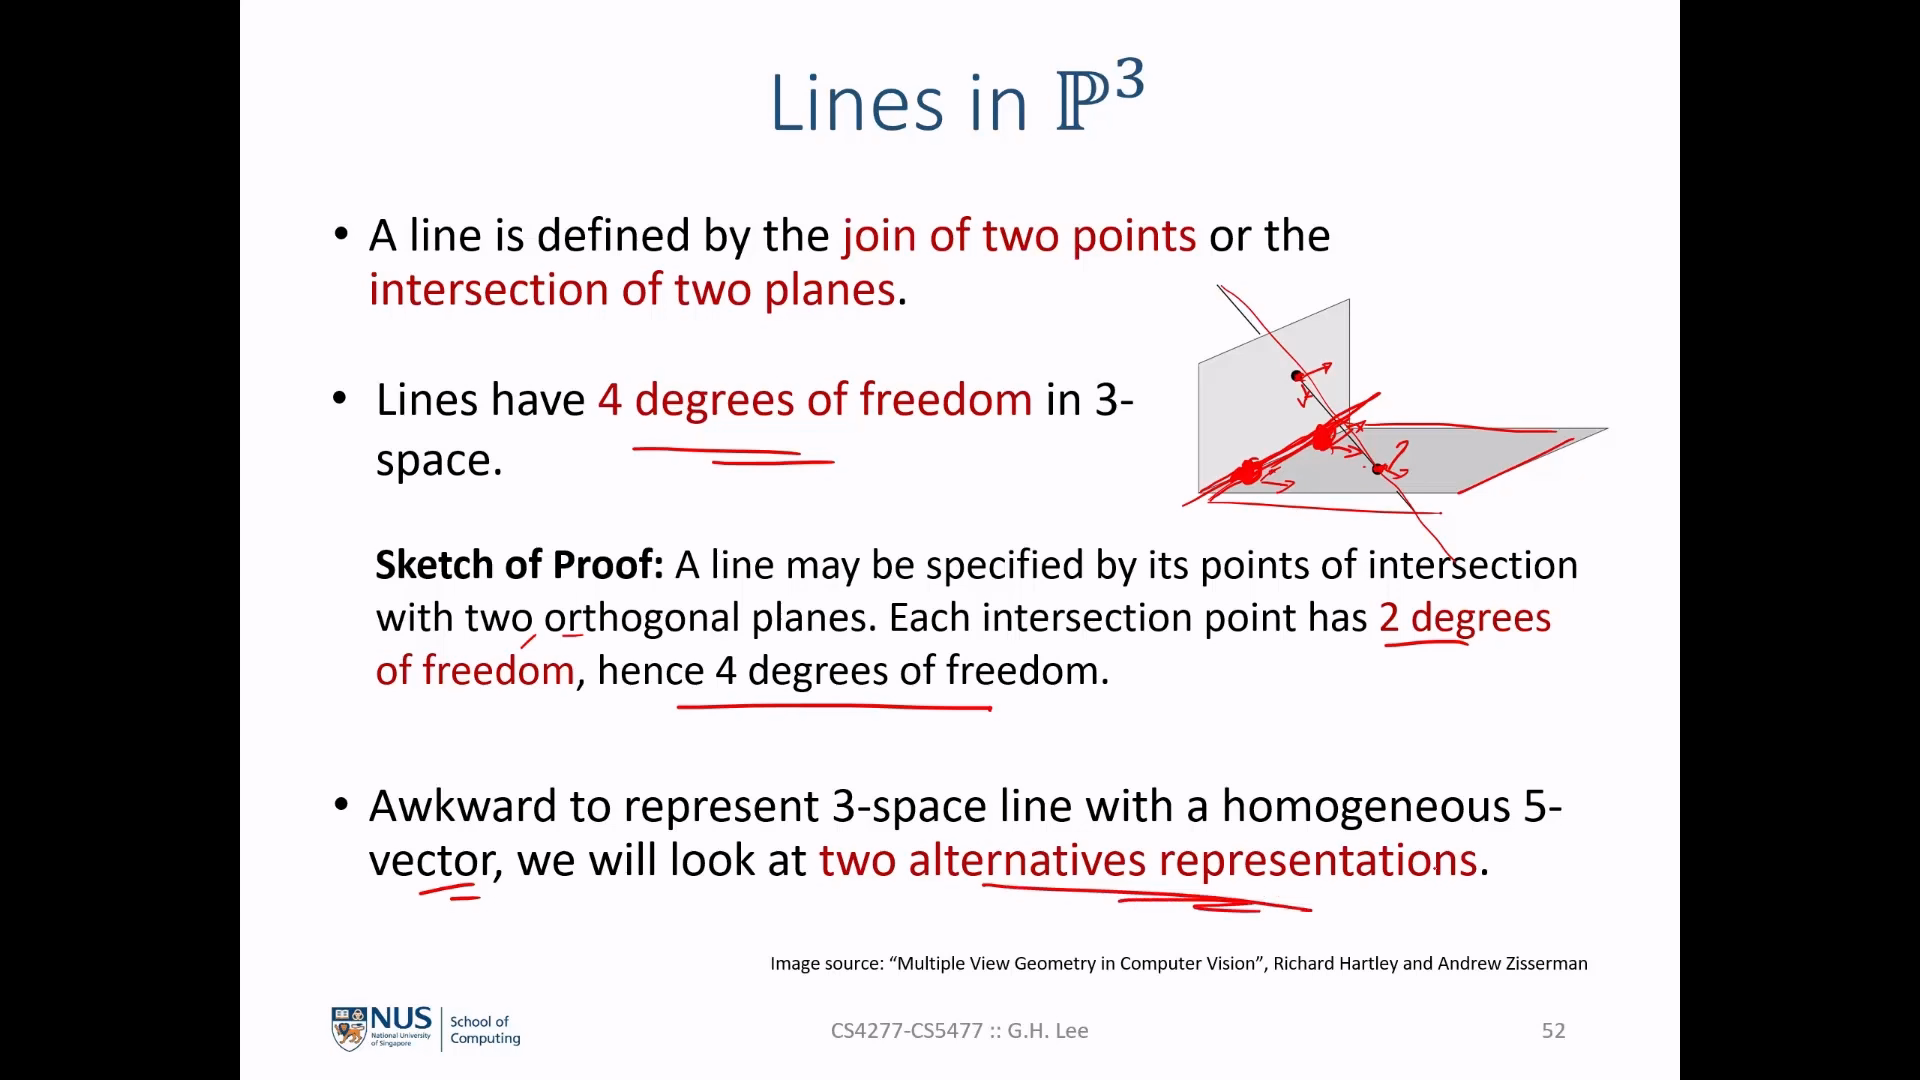 Lines in ℙ³
• A line is defined by the join of two points or the
intersection of two planes.
• Lines have 4 degrees of freedom in 3-
space.
Sketch of Proof: A line may be specified by its points of intersection
with two orthogonal planes. Each intersection point has 2 degrees
of freedom, hence 4 degrees of freedom.
• Awkward to represent 3-space line with a homogeneous 5-
vector, we will look at two alternatives representations.
Image source: “Multiple View Geometry in Computer Vision”, Richard Hartley and Andrew Zisserman
NUS
National University
of Singapore
School of
Computing
CS4277-CS5477 :: G.H. Lee
52